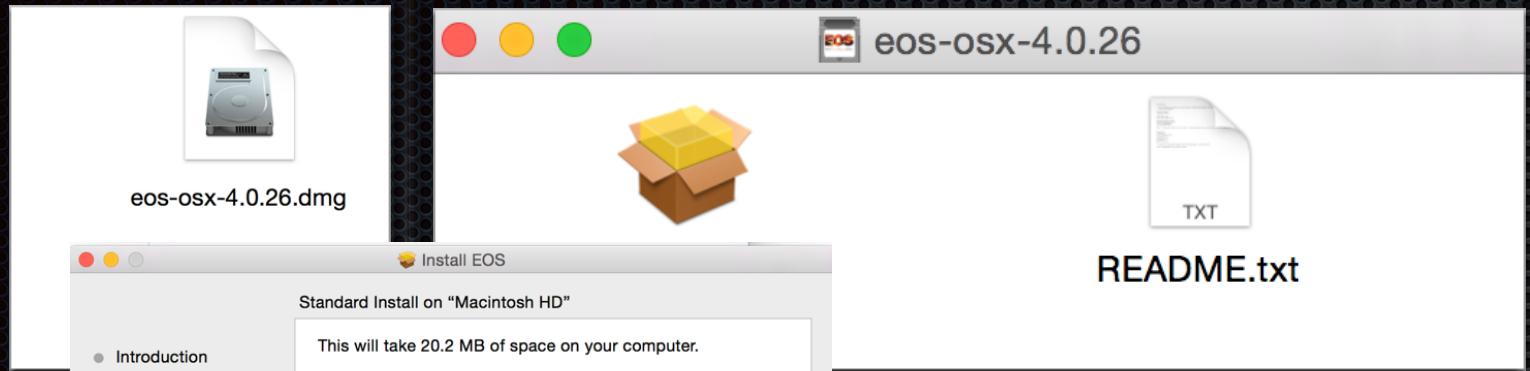 eos-osx-4.0.26.dmg
EOS eos-osx-4.0.26
TXT
README.txt
Install EOS
Standard Install on “Macintosh HD”
Introduction
This will take 20.2 MB of space on your computer.